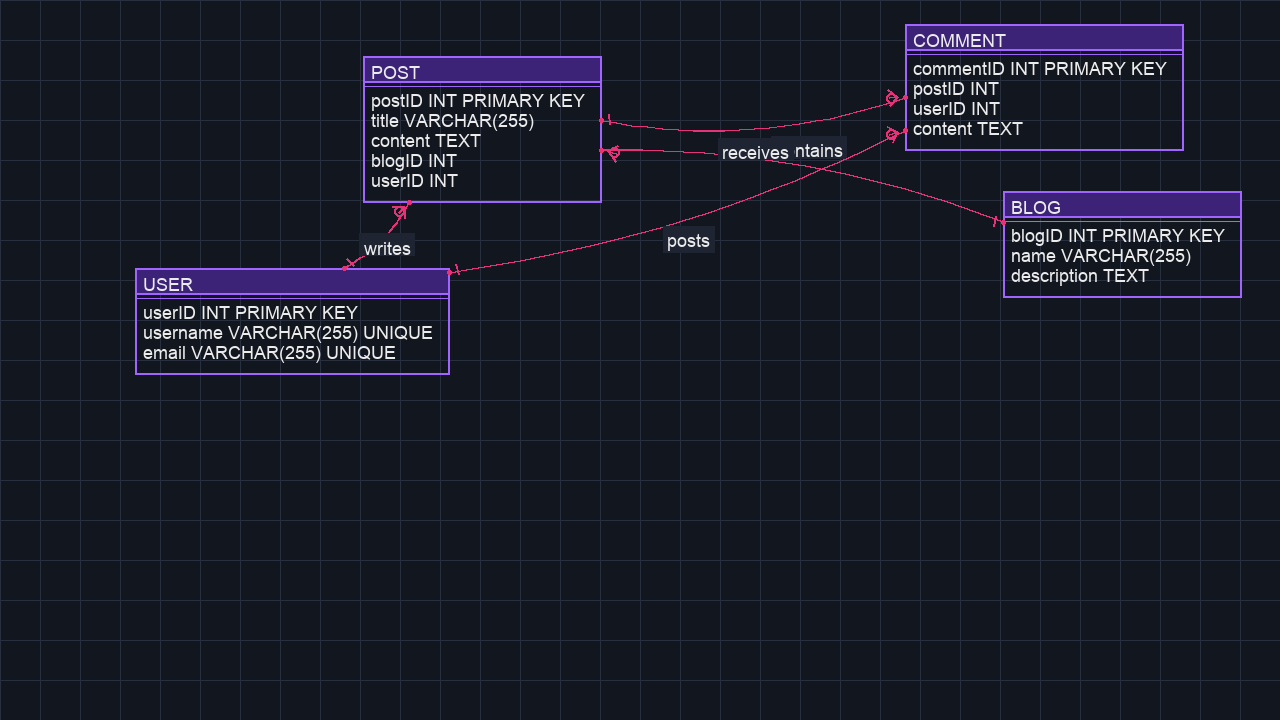 POST
postID INT PRIMARY KEY
title VARCHAR(255)
content TEXT
blogID INT
userID INT
COMMENT
commentID INT PRIMARY KEY
postID INT
userID INT
content TEXT
receives
ntains
BLOG
blogID INT PRIMARY KEY
name VARCHAR(255)
description TEXT
writes
posts
USER
userID INT PRIMARY KEY
username VARCHAR(255) UNIQUE
email VARCHAR(255) UNIQUE